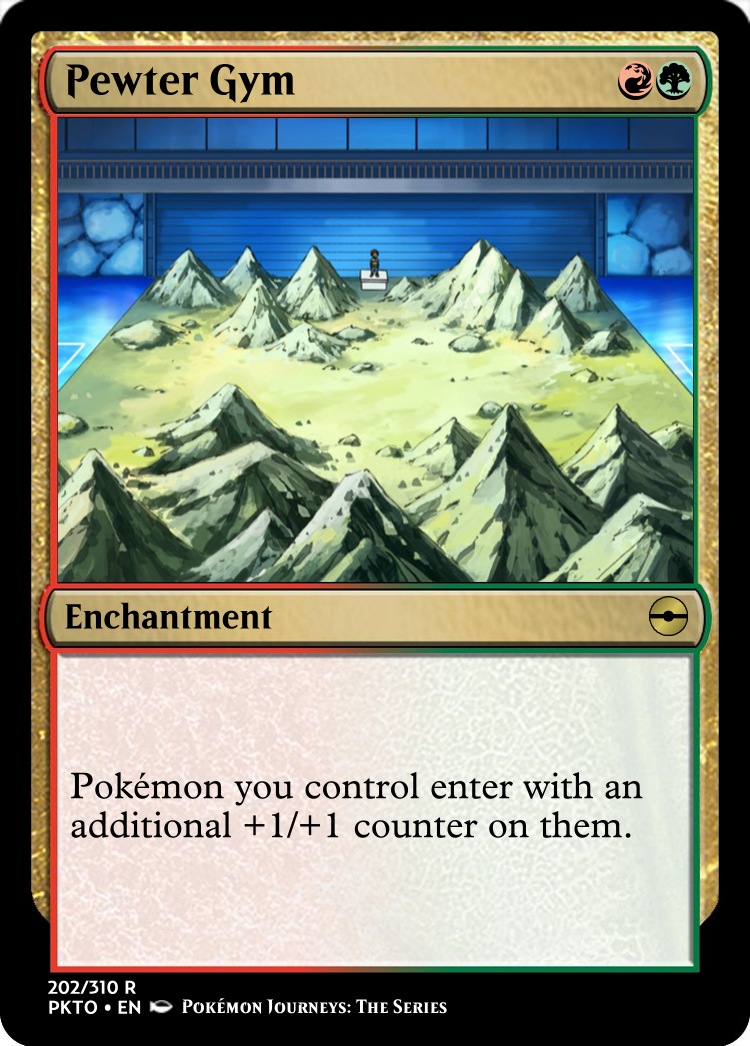 Pewter Gym
Enchantment
Pokémon you control enter with an
additional +1/+1 counter on them.
202/310 R
PKTO • EN Pokémon Journeys: The Series